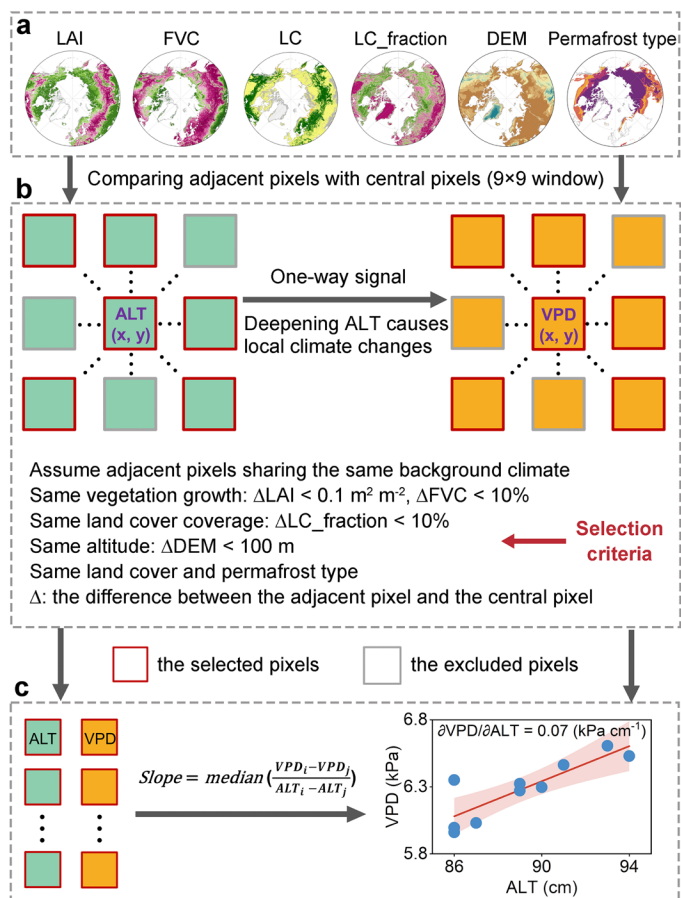 a
LAI FVC LC LC_fraction DEM Permafrost type
Comparing adjacent pixels with central pixels (9×9 window)
b
ALT
(x, y)
One-way signal
Deepening ALT causes
local climate changes
VPD
(x, y)
Assume adjacent pixels sharing the same background climate
Same vegetation growth: ΔLAI < 0.1 m² m⁻², ΔFVC < 10%
Same land cover coverage: ΔLC_fraction < 10%
Same altitude: ΔDEM < 100 m
Same land cover and permafrost type
Δ: the difference between the adjacent pixel and the central pixel
Selection
criteria
the selected pixels
the excluded pixels
c
ALT VPD
Slope = median (VPDᵢ−VPDⱼ / ALTᵢ −ALTⱼ)
∂VPD/∂ALT = 0.07 (kPa cm⁻¹)
VPD (kPa)
6.8
6.3
5.8
86 90 94
ALT (cm)